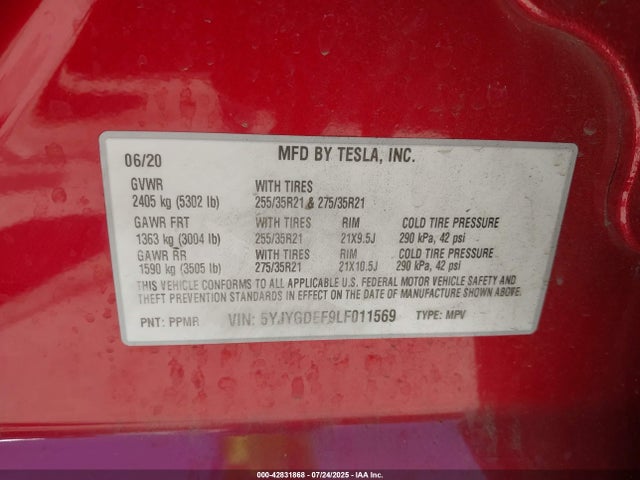 06/20 MFD BY TESLA, INC.
GVWR WITH TIRES
2405 kg (5302 lb) 255/35R21 & 275/35R21
GAWR FRT WITH TIRES RIM COLD TIRE PRESSURE
1363 kg (3004 lb) 255/35R21 21X9.5J 290 kPa, 42 psi
GAWR RR WITH TIRES RIM COLD TIRE PRESSURE
1590 kg (3505 lb) 275/35R21 21X10.5J 290 kPa, 42 psi
THIS VEHICLE CONFORMS TO ALL APPLICABLE U.S. FEDERAL MOTOR VEHICLE SAFETY AND
THEFT PREVENTION STANDARDS IN EFFECT ON THE DATE OF MANUFACTURE SHOWN ABOVE.
PNT: PPMR VIN: 5YJYGDEF9LF011569 TYPE: MPV
000-42831868 - 07/24/2025 - IAA Inc.